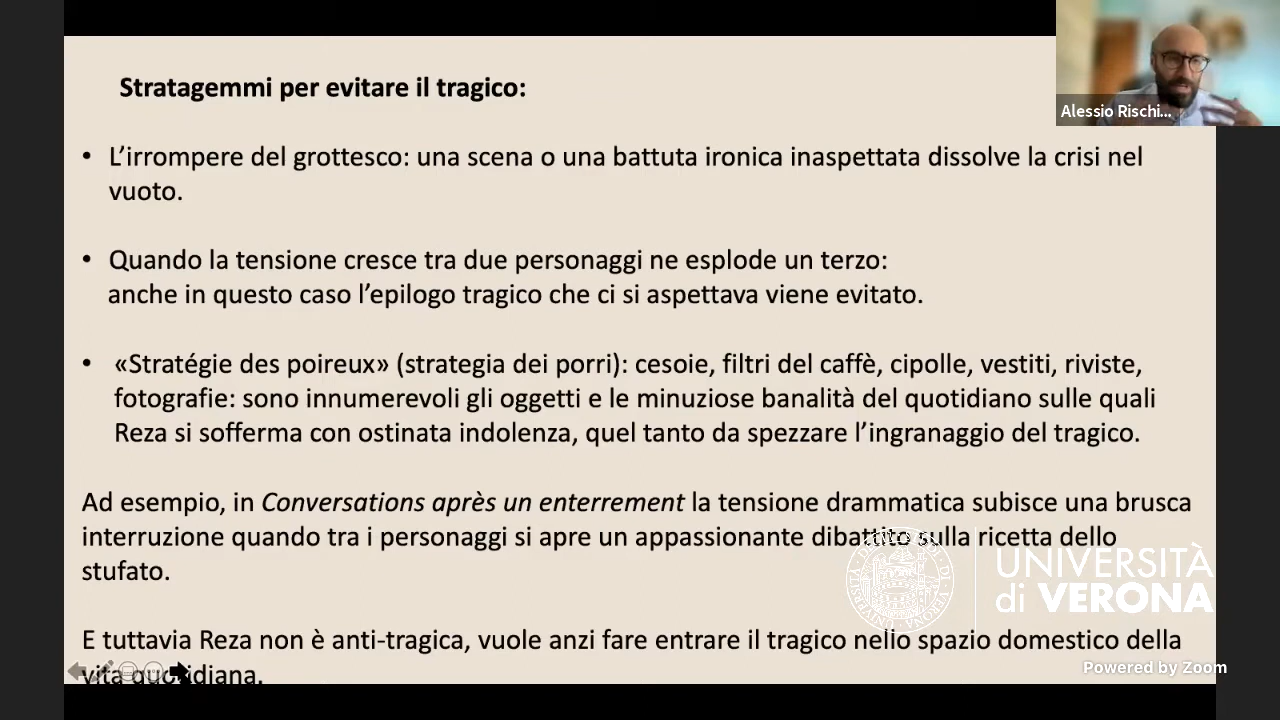 Stratagemmi per evitare il tragico:
Alessio Rischi...
• L’irrompere del grottesco: una scena o una battuta ironica inaspettata dissolve la crisi nel
vuoto.
• Quando la tensione cresce tra due personaggi ne esplode un terzo:
anche in questo caso l’epilogo tragico che ci si aspettava viene evitato.
• «Stratégie des poireux» (strategia dei porri): cesoie, filtri del caffè, cipolle, vestiti, riviste,
fotografie: sono innumerevoli gli oggetti e le minuziose banalità del quotidiano sulle quali
Reza si sofferma con ostinata indolenza, quel tanto da spezzare l’ingranaggio del tragico.
Ad esempio, in Conversations après un enterrement la tensione drammatica subisce una brusca
interruzione quando tra i personaggi si apre un appassionante dibattito sulla ricetta dello
stufato.
UNIVERSITÀ
di VERONA
E tuttavia Reza non è anti-tragica, vuole anzi fare entrare il tragico nello spazio domestico della
vita quotidiana.
Powered by Zoom